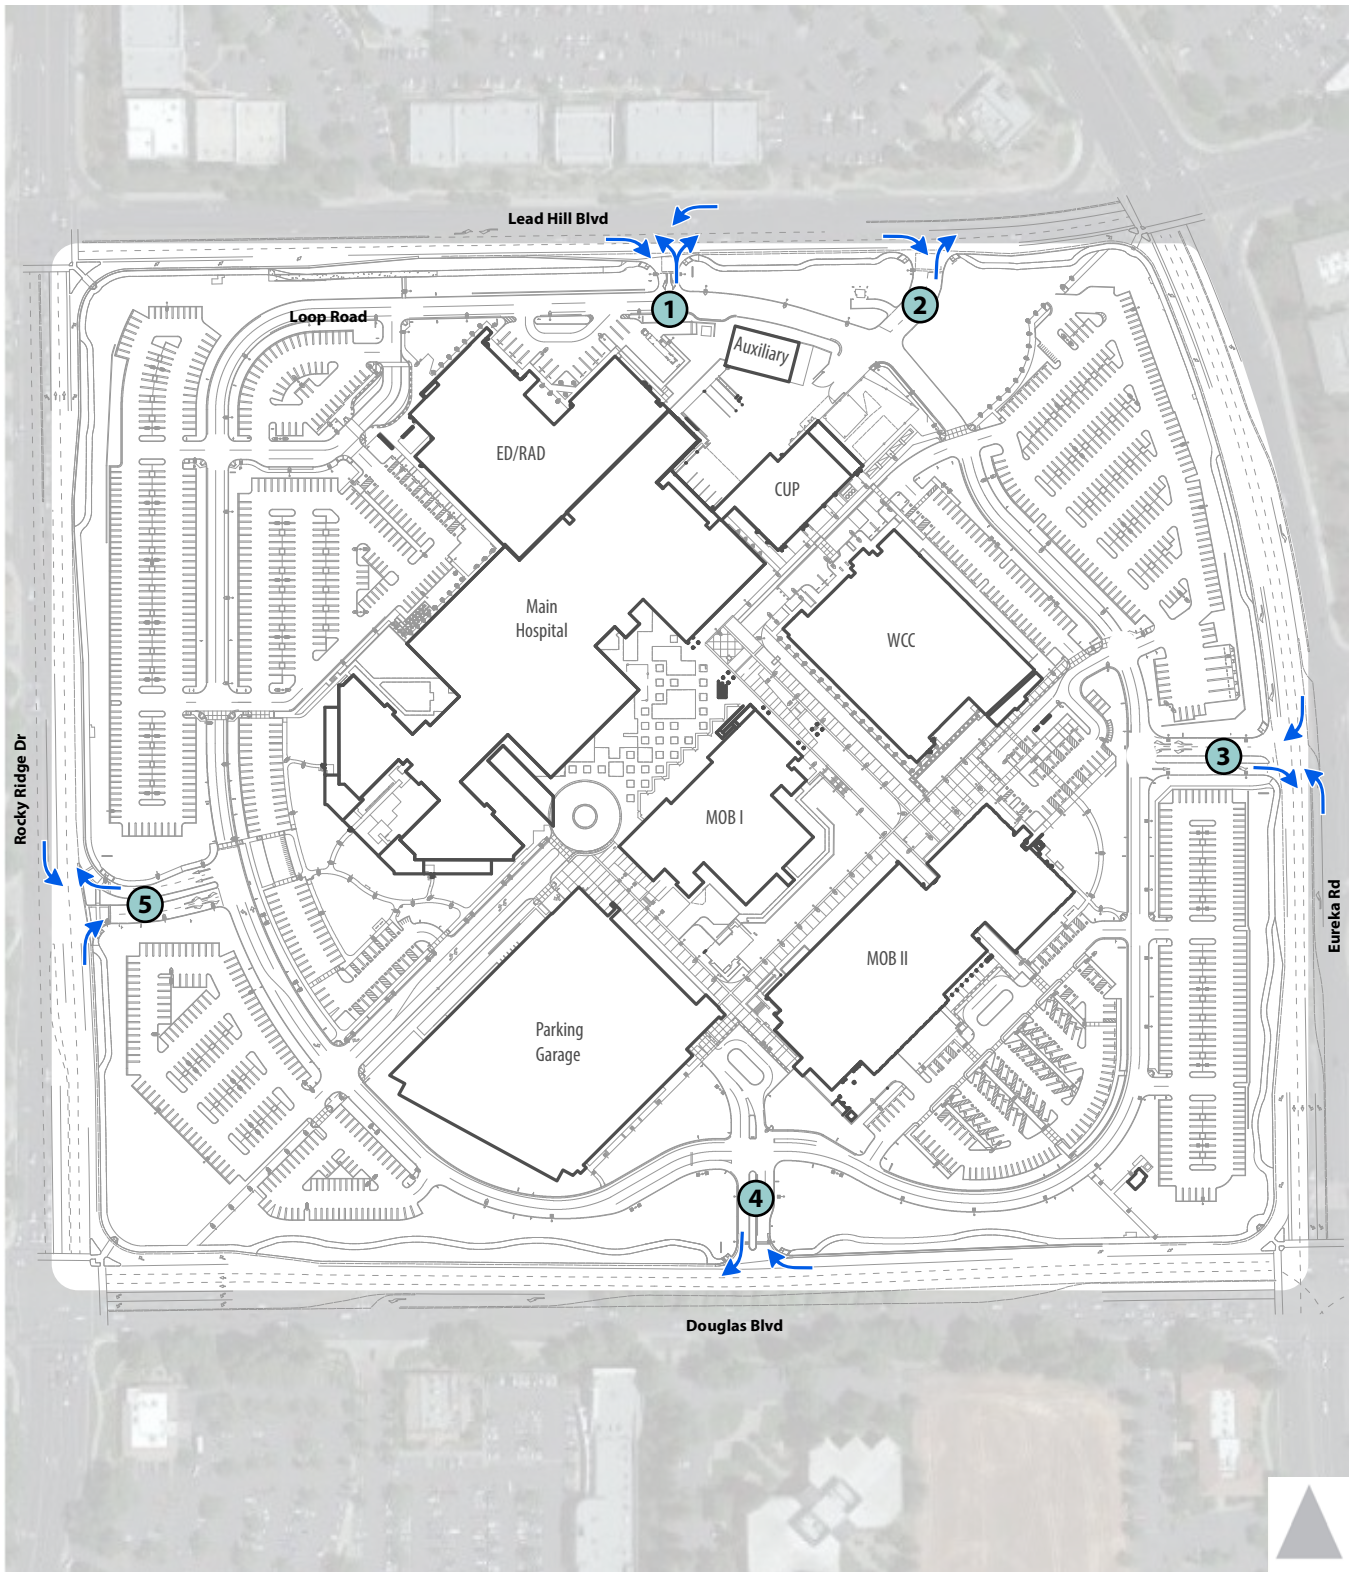 Lead Hill Blvd
1
2
Loop Road
Auxiliary
ED/RAD
CUP
Main
Hospital
WCC
3
Rocky Ridge Dr
MOB I
5
Eureka Rd
MOB II
Parking
Garage
4
Douglas Blvd